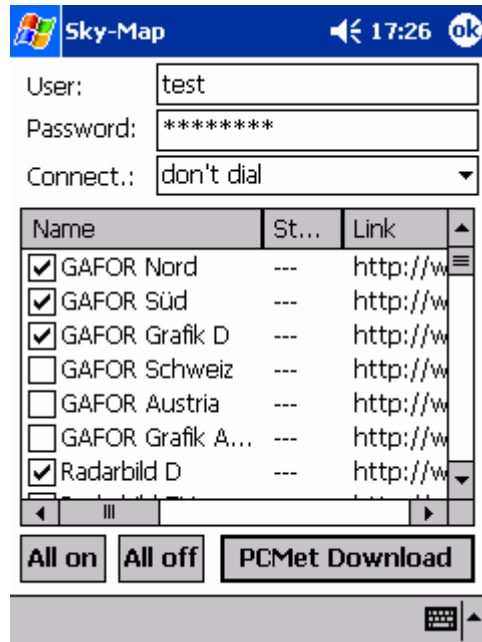 Sky-Map 17:26 ok
User: test
Password: ********
Connect.: don't dial
Name St... Link
GAFOR Nord --- http://w
GAFOR Süd --- http://w
GAFOR Grafik D --- http://w
GAFOR Schweiz --- http://w
GAFOR Austria --- http://w
GAFOR Grafik A... --- http://w
Radarbild D --- http://w
All on All off PCMet Download